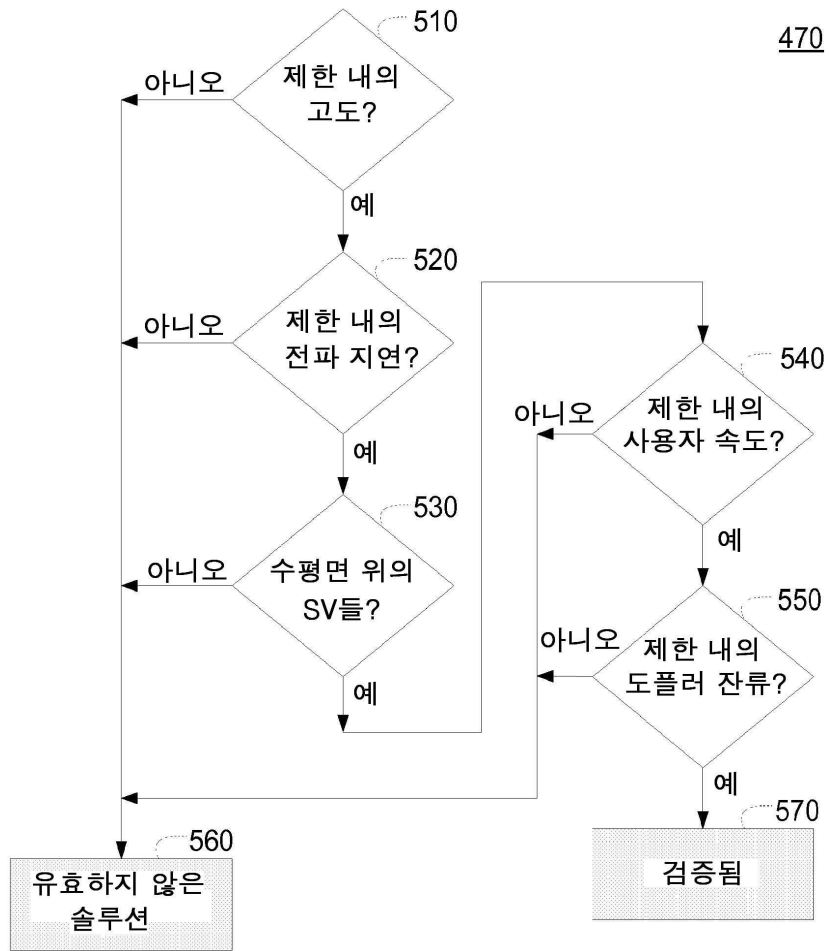 470
510
제한 내의
고도?
아니오
예
520
제한 내의
전파 지연?
아니오
예
530
수평면 위의
SV들?
아니오
예
540
제한 내의
사용자 속도?
아니오
예
550
제한 내의
도플러 잔류?
아니오
예
560
유효하지 않은
솔루션
570
검증됨